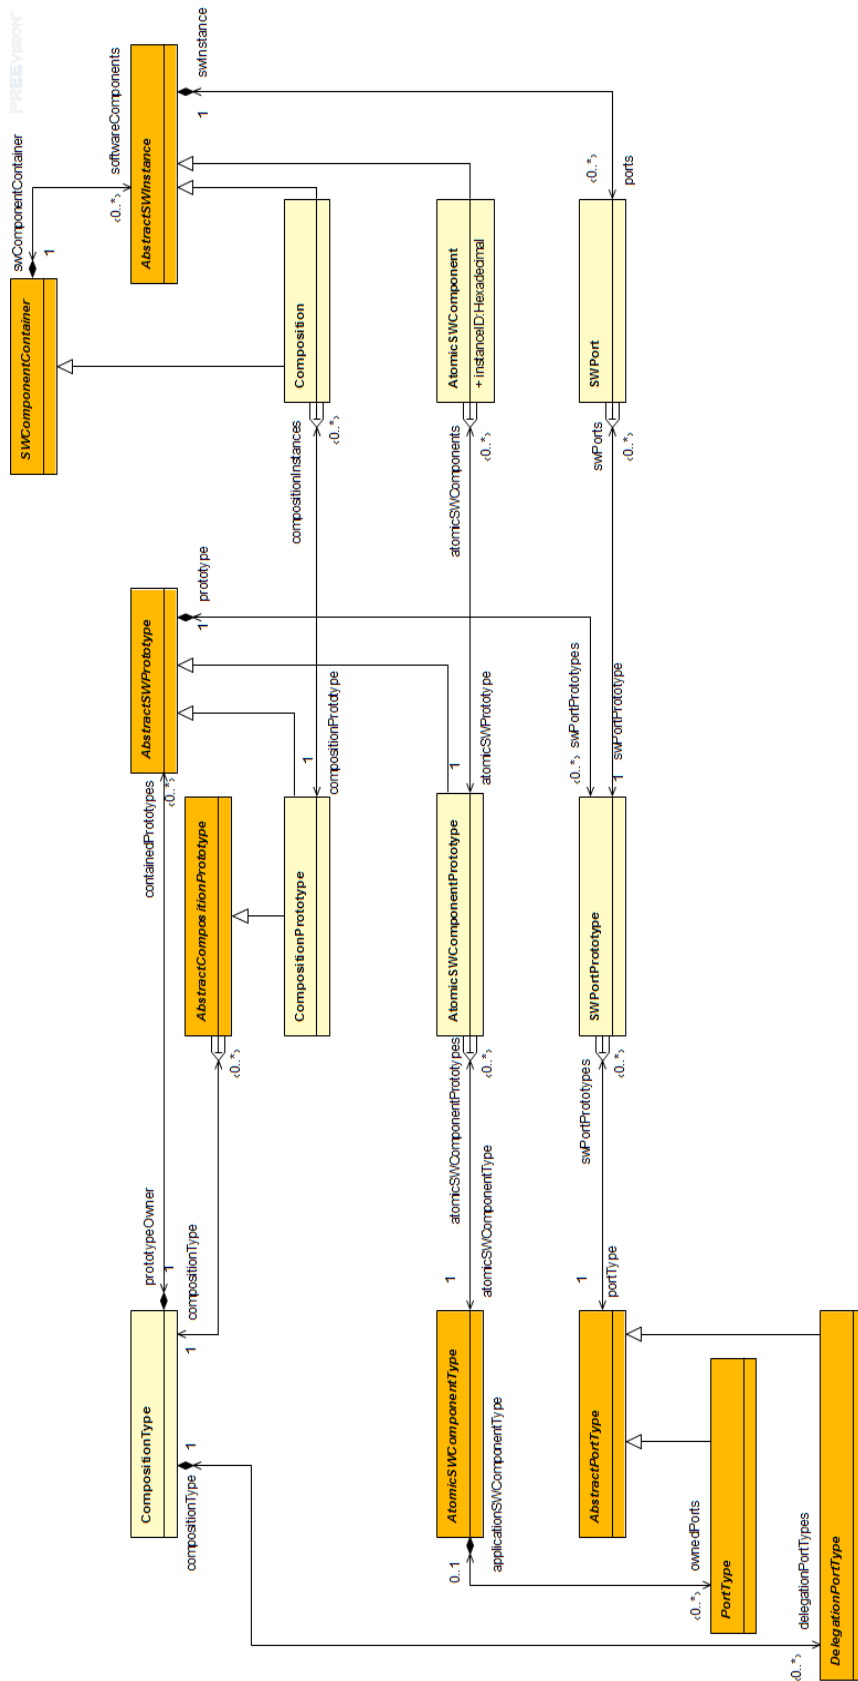 PREEVISION
SWComponentContainer
swComponentContainer
1
softwareComponents
‹0..*›
AbstractSWInstance
swInstance
1
Composition
compositionInstances
‹0..*›
AtomicSWComponent
+ instanceID:Hexadecimal
atomicSWComponents
‹0..*›
SWPort
‹0..*›
ports
swPorts
‹0..*›
AbstractSWPrototype
prototype
1
containedPrototypes
‹0..*›
AbstractCompositionPrototype
‹0..*›
CompositionPrototype
1
compositionPrototype
AtomicSWComponentPrototype
1
atomicSWPrototype
atomicSWComponentPrototypes
‹0..*›
SWPortPrototype
‹0..*› swPortPrototypes
1 swPortPrototype
swPortPrototypes
‹0..*›
CompositionType
prototypeOwner
1
compositionType
1
compositionType
1
AtomicSWComponentType
1
atomicSWComponentType
applicationSWComponentType
0..1
AbstractPortType
1
portType
PortType
ownedPorts
‹0..*›
DelegationPortType
delegationPortTypes
‹0..*›